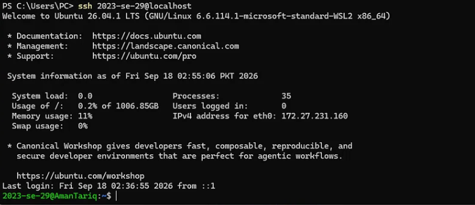 PS C:\Users\PC> ssh 2023-se-29@localhost
Welcome to Ubuntu 26.04.1 LTS (GNU/Linux 6.6.114.1-microsoft-standard-WSL2 x86_64)
* Documentation: https://docs.ubuntu.com
* Management: https://landscape.canonical.com
* Support: https://ubuntu.com/pro
System information as of Fri Sep 18 02:55:06 PKT 2026
System load: 0.0 Processes: 35
Usage of /: 0.2% of 1006.85GB Users logged in: 0
Memory usage: 11% IPv4 address for eth0: 172.27.231.160
Swap usage: 0%
* Canonical Workshop gives developers fast, composable, reproducible, and
secure developer environments that are perfect for agentic workflows.
https://ubuntu.com/workshop
Last login: Fri Sep 18 02:36:55 2026 from ::1
2023-se-29@AmanTariq:~$